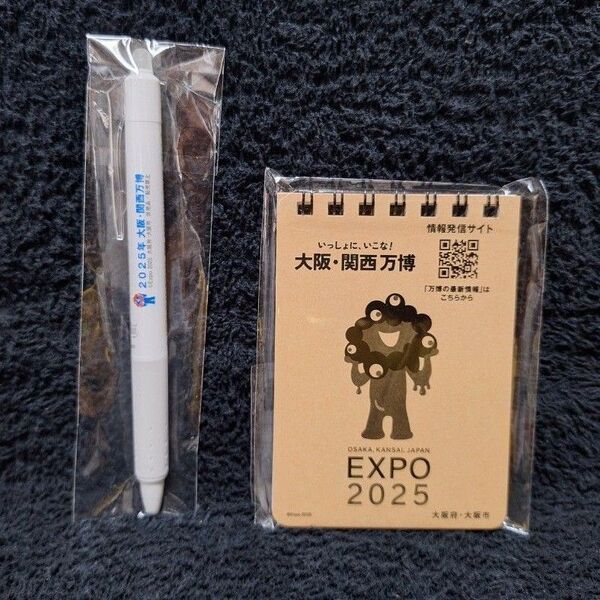 2025年 大阪・関西万博
情報発信サイト
いっしょに、いこな!
大阪・関西万博
「万博の最新情報」は
こちらから
OSAKA, KANSAI, JAPAN
EXPO
2025
©Expo 2025
大阪府・大阪市